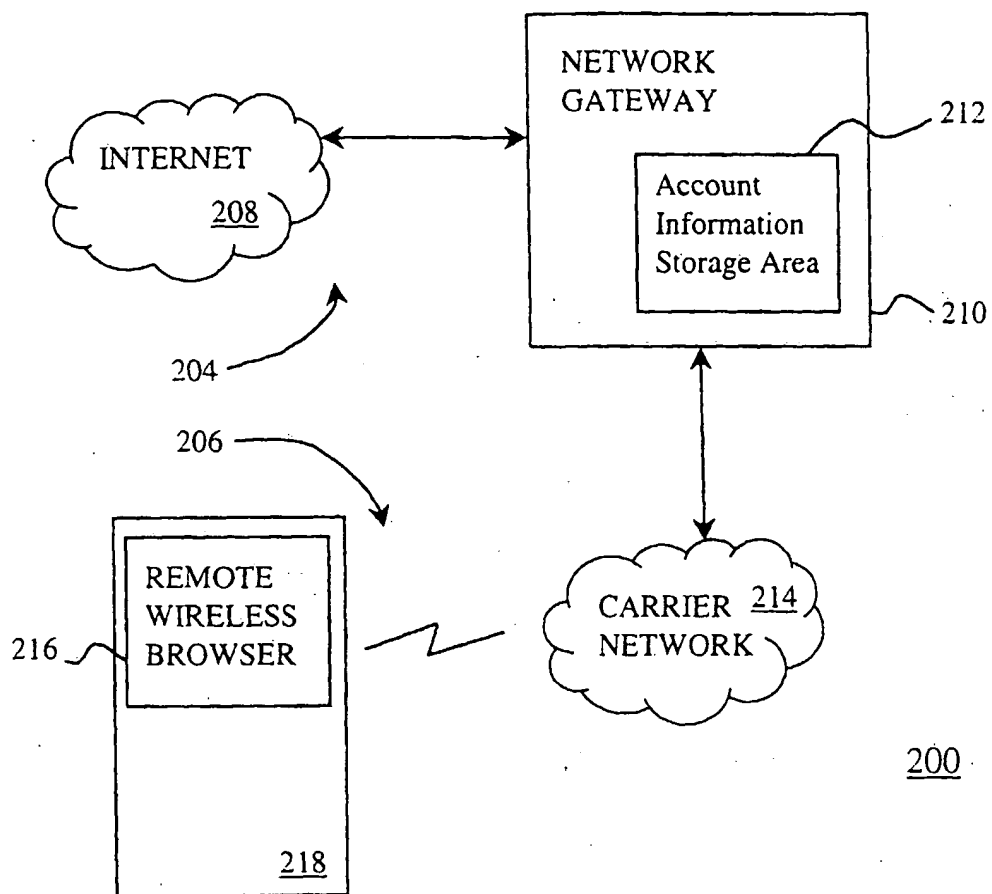 NETWORK
GATEWAY
212
INTERNET
208
Account
Information
Storage Area
210
204
206
REMOTE
WIRELESS
BROWSER
216
CARRIER 214
NETWORK
200
218